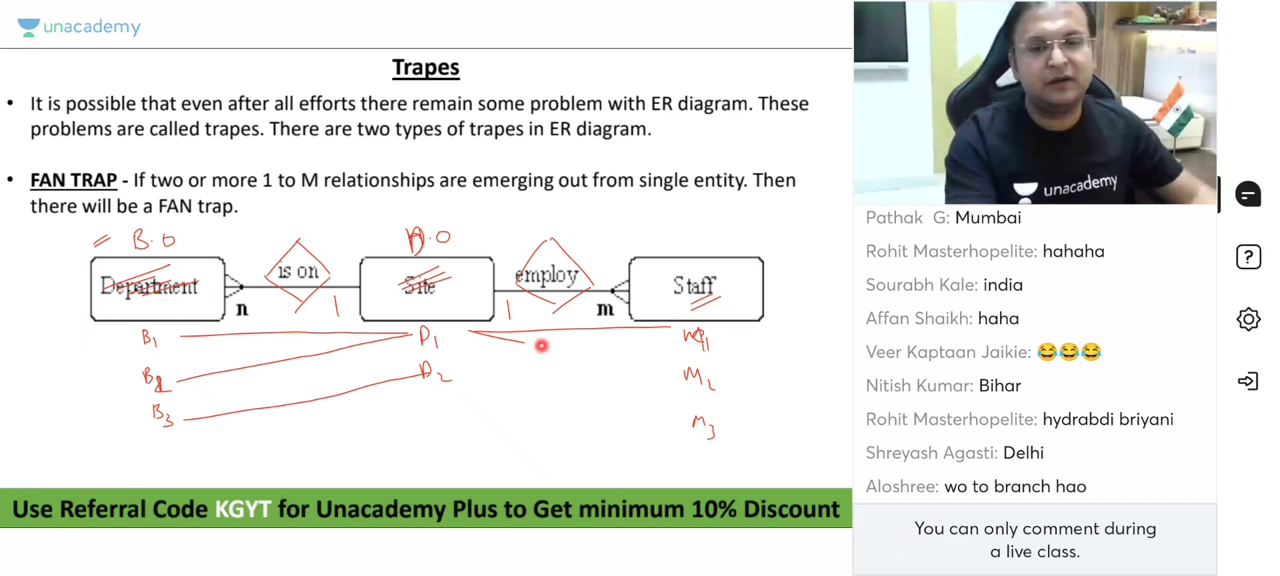 unacademy
Trapes
• It is possible that even after all efforts there remain some problem with ER diagram. These
problems are called trapes. There are two types of trapes in ER diagram.
• FAN TRAP - If two or more 1 to M relationships are emerging out from single entity. Then
there will be a FAN trap.
B.O
D.O
Department
is on
Site
employ
Staff
n
1
1
m
B1
D1
M1
B2
D2
M2
B3
M3
Use Referral Code KGYT for Unacademy Plus to Get minimum 10% Discount
unacademy
Pathak G: Mumbai
Rohit Masterhopelite: hahaha
Sourabh Kale: india
Affan Shaikh: haha
Veer Kaptaan Jaikie: 😂😂😂
Nitish Kumar: Bihar
Rohit Masterhopelite: hydrabdi briyani
Shreyash Agasti: Delhi
Aloshree: wo to branch hao
You can only comment during
a live class.
?